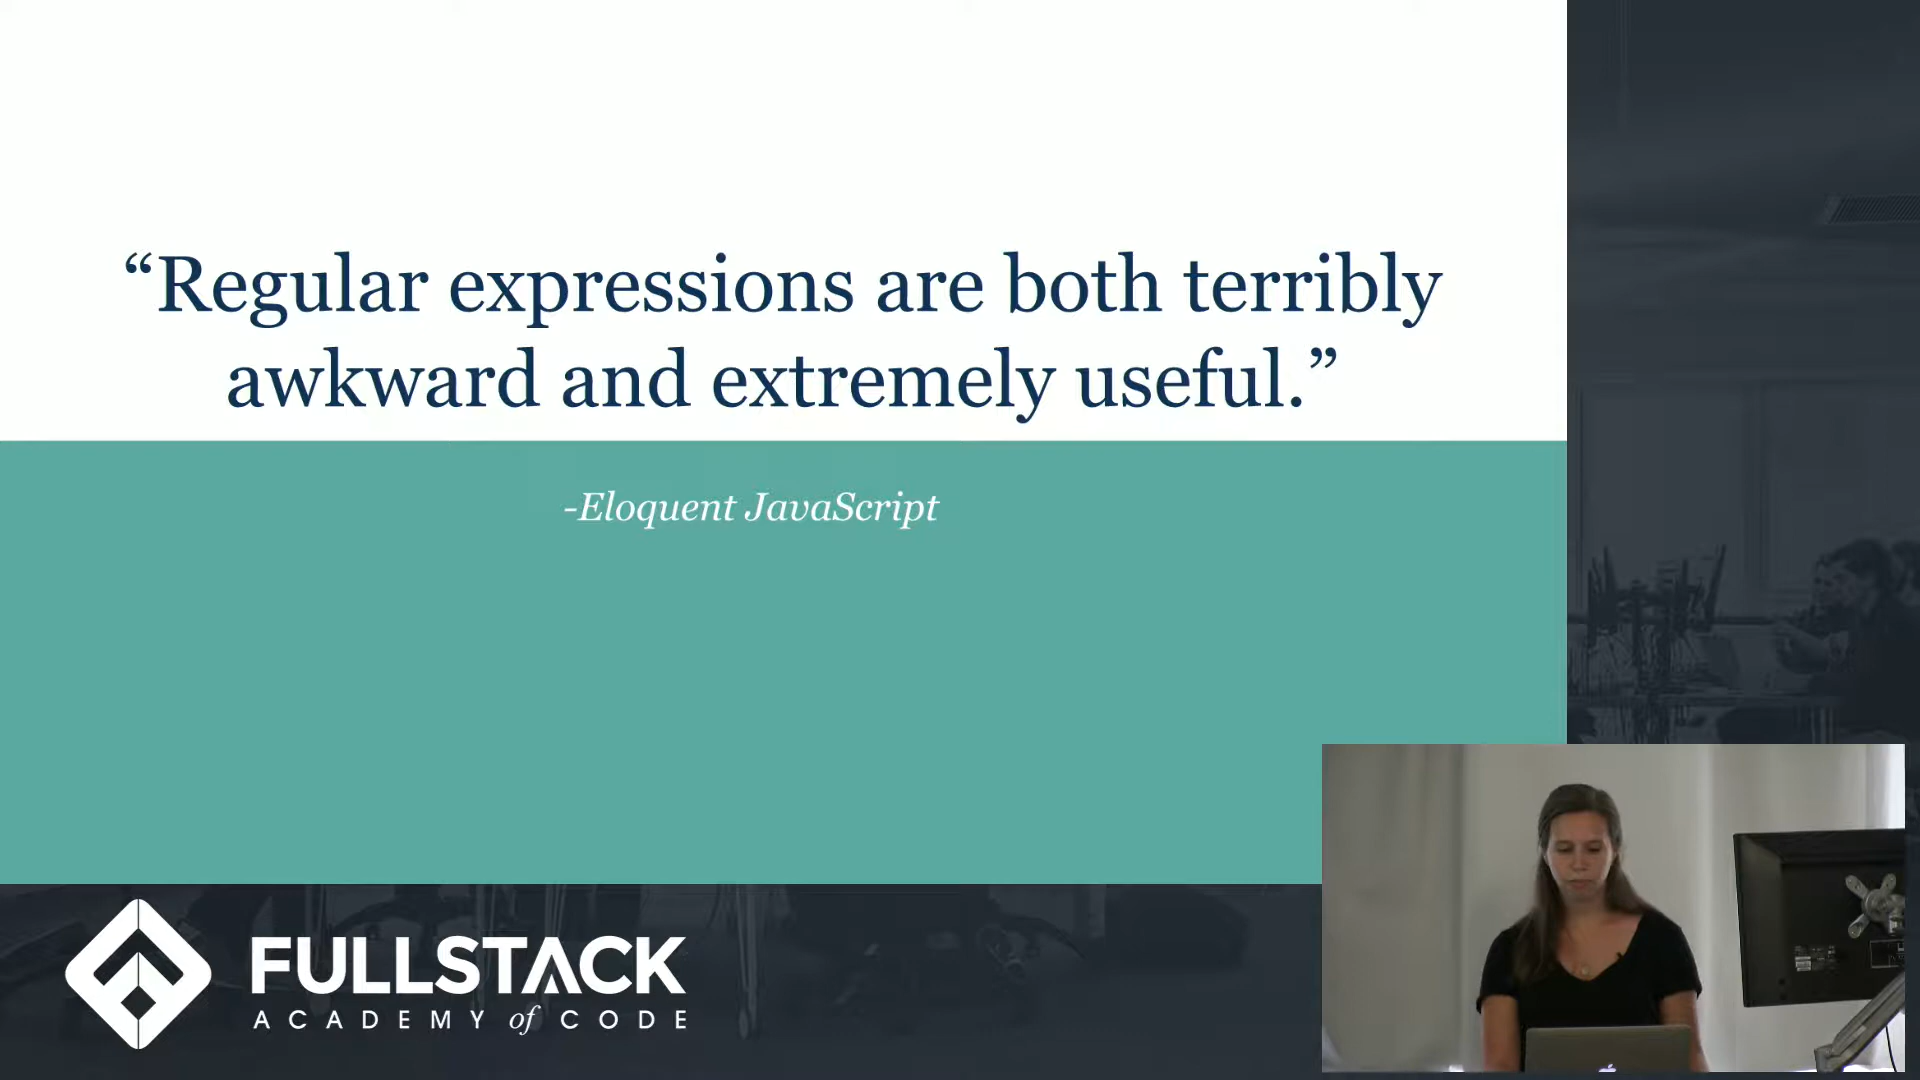 “Regular expressions are both terribly
awkward and extremely useful.”
-Eloquent JavaScript
FULLSTACK
ACADEMY of CODE